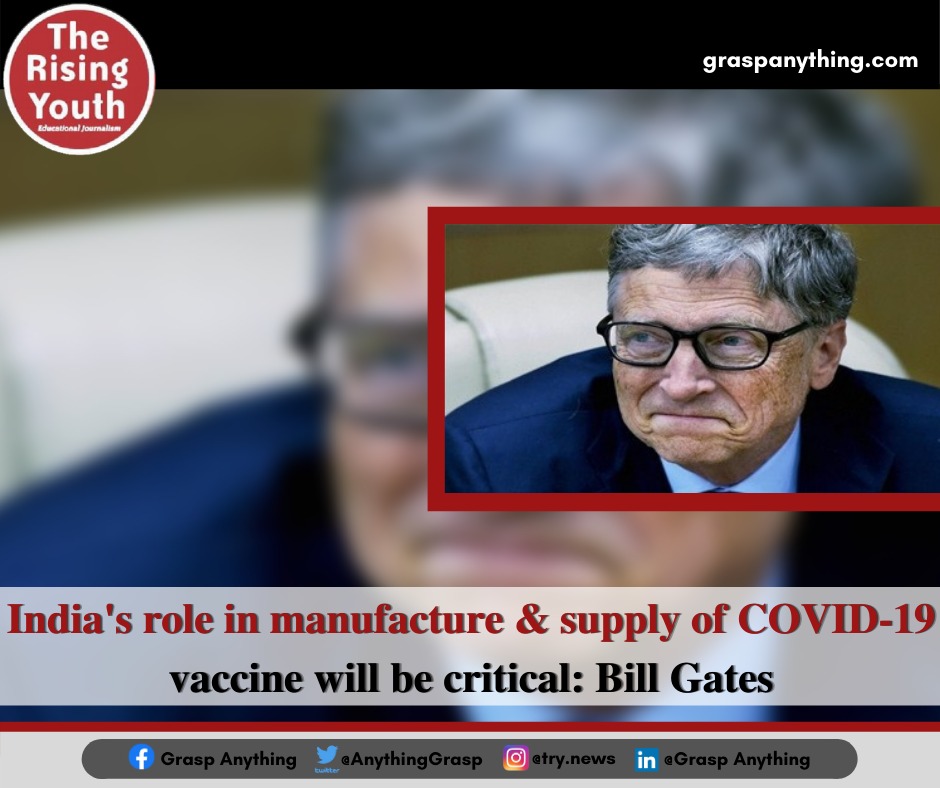 The
Rising
Youth
Educational Journalism
graspanything.com
India's role in manufacture & supply of COVID-19
vaccine will be critical: Bill Gates
Grasp Anything
twitter
@AnythingGrasp
@try.news
in
@Grasp Anything